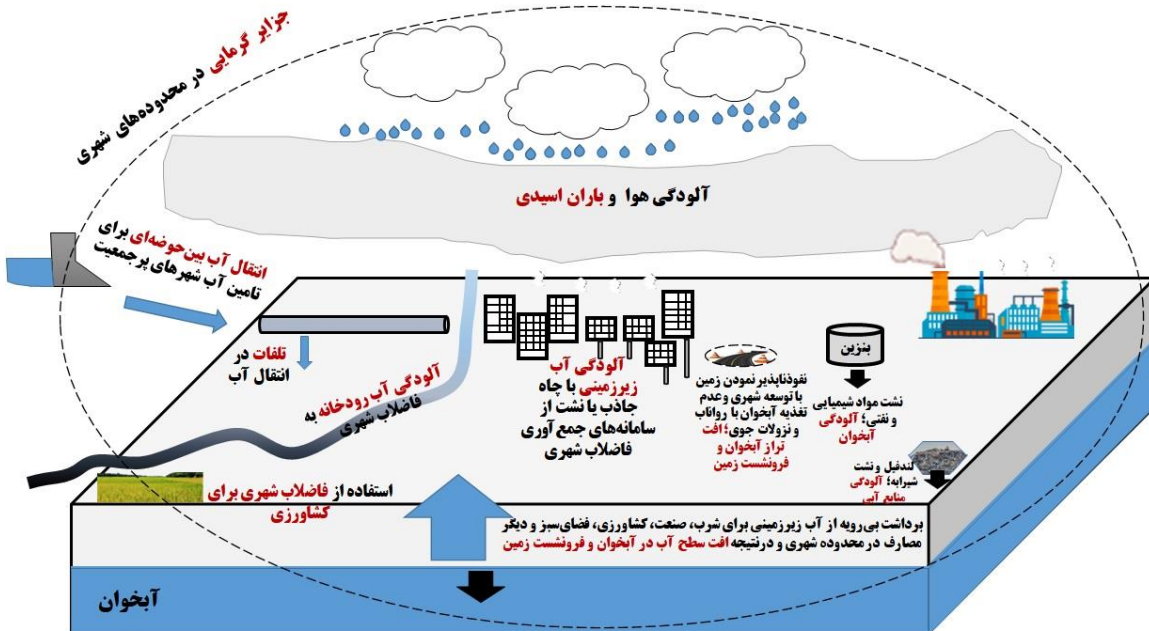 جزایر گرمایی در محدوده‌های شهری
آلودگی هوا و باران اسیدی
انتقال آب بین‌حوضه‌ای برای
تامین آب شهرهای پرجمعیت
تلفات در
انتقال آب
آلودگی آب رودخانه به
فاضلاب شهری
آلودگی آب
زیرزمینی با چاه
جاذب یا نشت از
سامانه‌های جمع‌آوری
فاضلاب شهری
نفوذناپذیر نمودن زمین
با توسعه شهری و عدم
تغذیه آبخوان با رواناب
و نزولات جوی؛ افت
تراز آبخوان و
فرونشست زمین
بنزین
نشت مواد شیمیایی
و نفتی؛ آلودگی
آبخوان
لندفیل و نشت
شیرابه؛ آلودگی
منابع آبی
استفاده از فاضلاب شهری برای
کشاورزی
برداشت بی‌رویه از آب زیرزمینی برای شرب، صنعت، کشاورزی، فضای‌سبز و دیگر
مصارف در محدوده شهری و درنتیجه افت سطح آب در آبخوان و فرونشست زمین
آبخوان